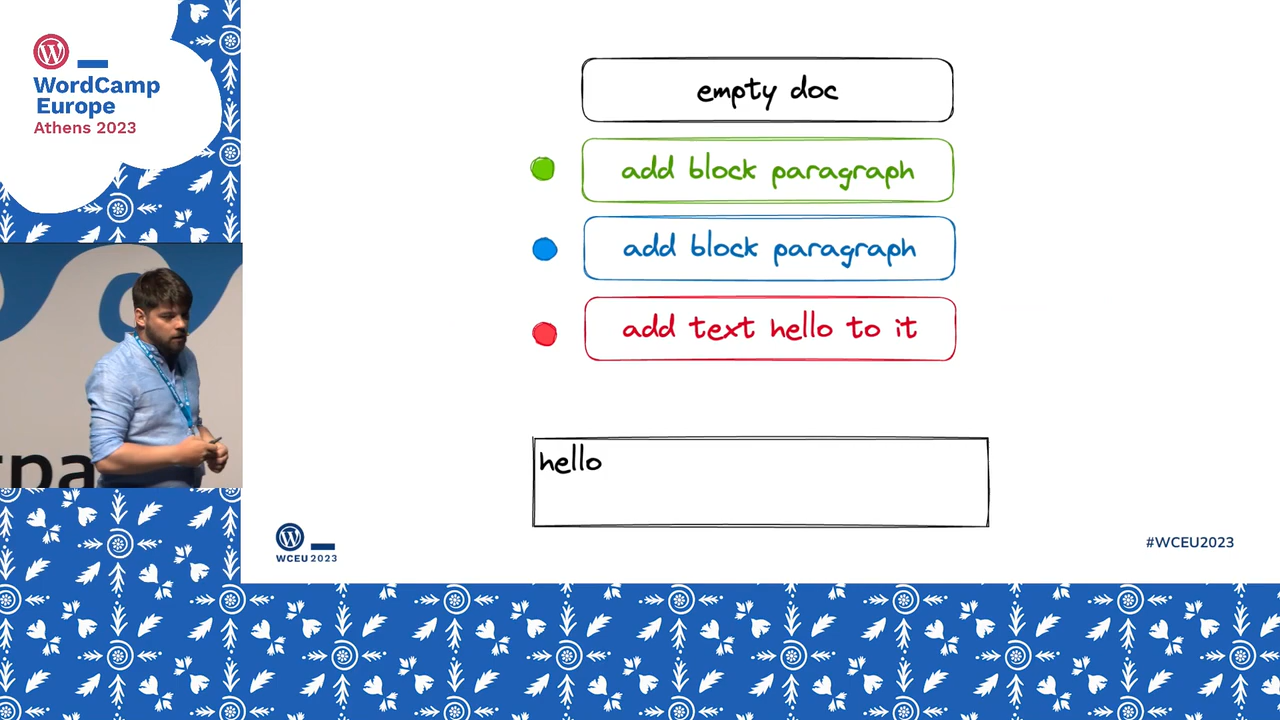 WordCamp
Europe
Athens 2023
empty doc
add block paragraph
add block paragraph
add text hello to it
hello
WCEU 2023
#WCEU2023